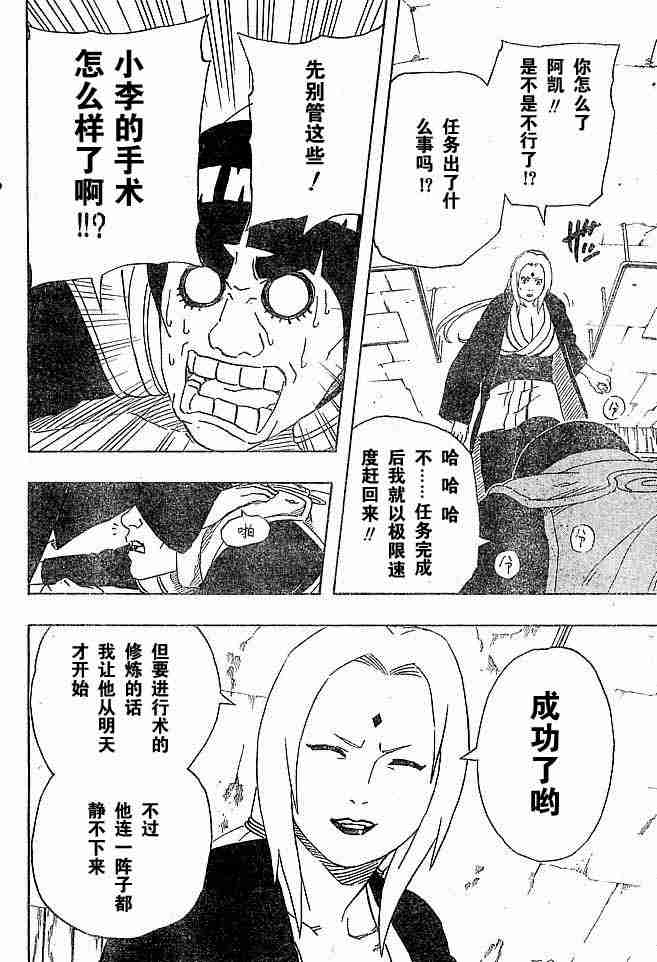 你怎么了
阿凯!!
是不是不行了!?
任务出了什
么事吗!?
哈哈哈
不……任务完成
后我就以极限速
度赶回来!!
先别管这些!
小李的手术
怎么样了啊!!?
啪
成功了哟
但要进行术的
修炼的话
我让他从明天
才开始
不过
他连一阵子都
静不下来